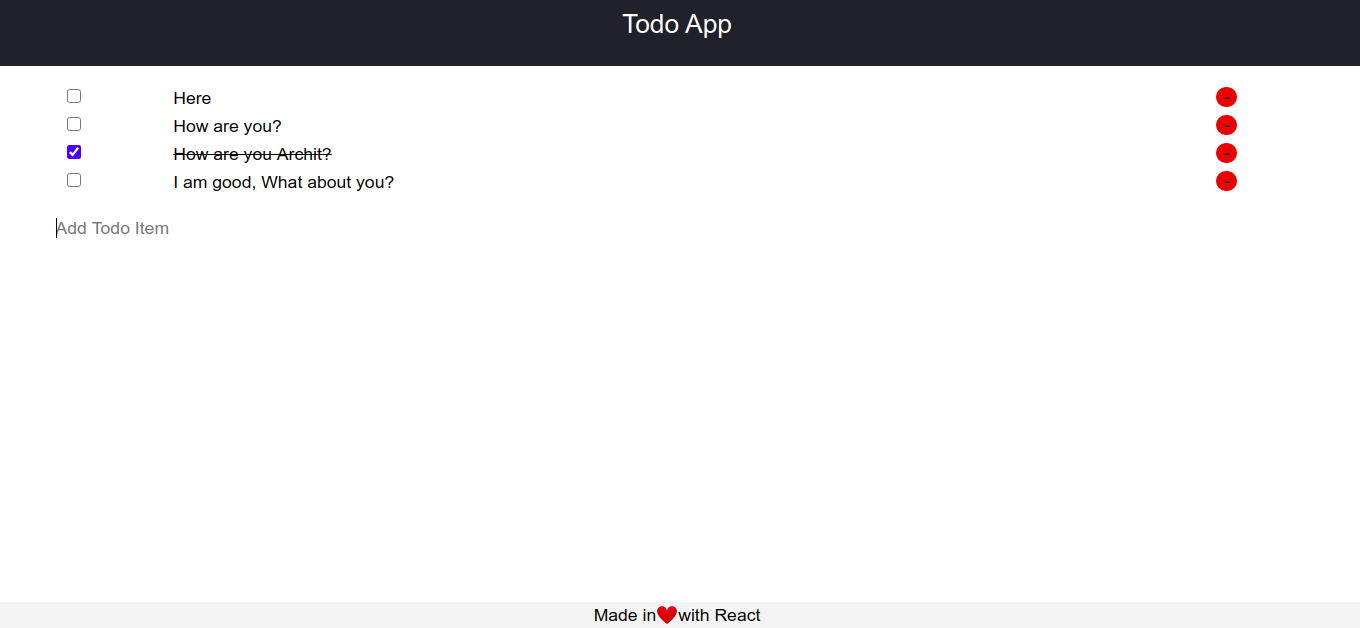 Todo App
Here -
How are you? -
How are you Archit? -
I am good, What about you? -
Add Todo Item
Made in❤️with React